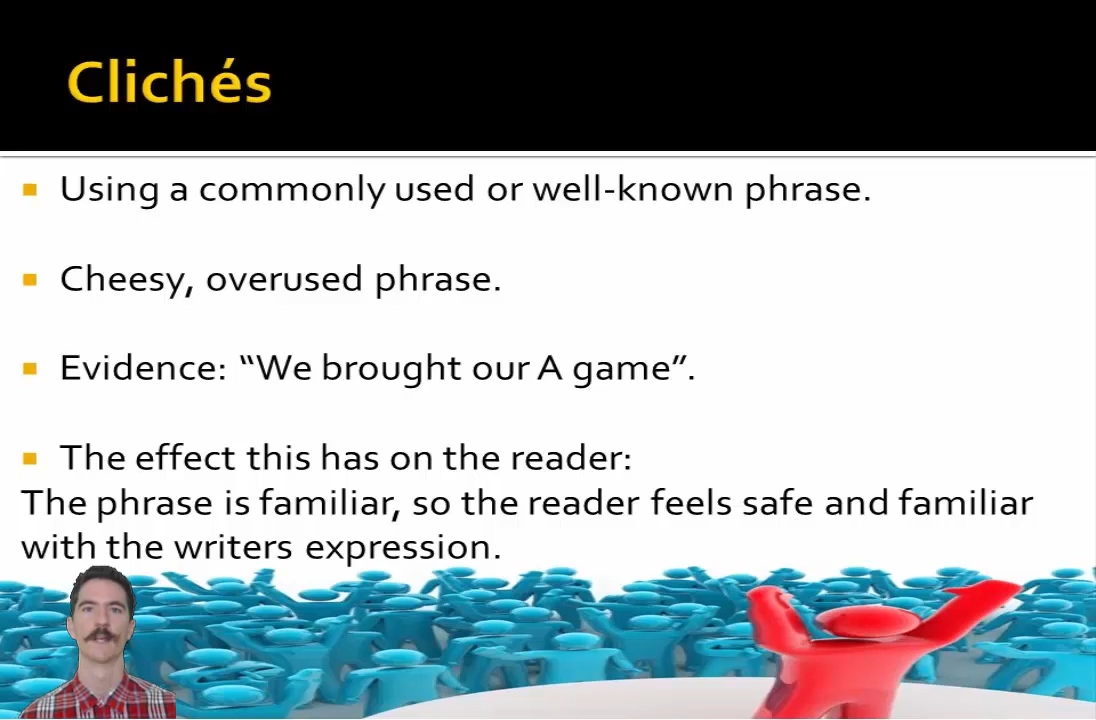 Clichés
Using a commonly used or well-known phrase.
Cheesy, overused phrase.
Evidence: “We brought our A game”.
The effect this has on the reader:
The phrase is familiar, so the reader feels safe and familiar
with the writers expression.